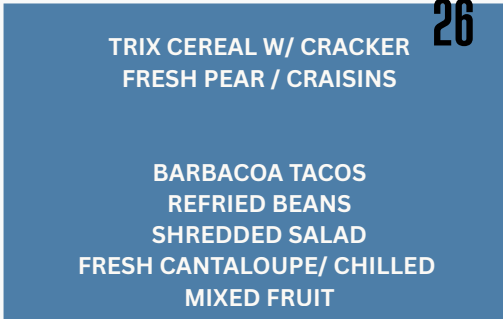 26
TRIX CEREAL W/ CRACKER
FRESH PEAR / CRAISINS
BARBACOA TACOS
REFRIED BEANS
SHREDDED SALAD
FRESH CANTALOUPE/ CHILLED
MIXED FRUIT